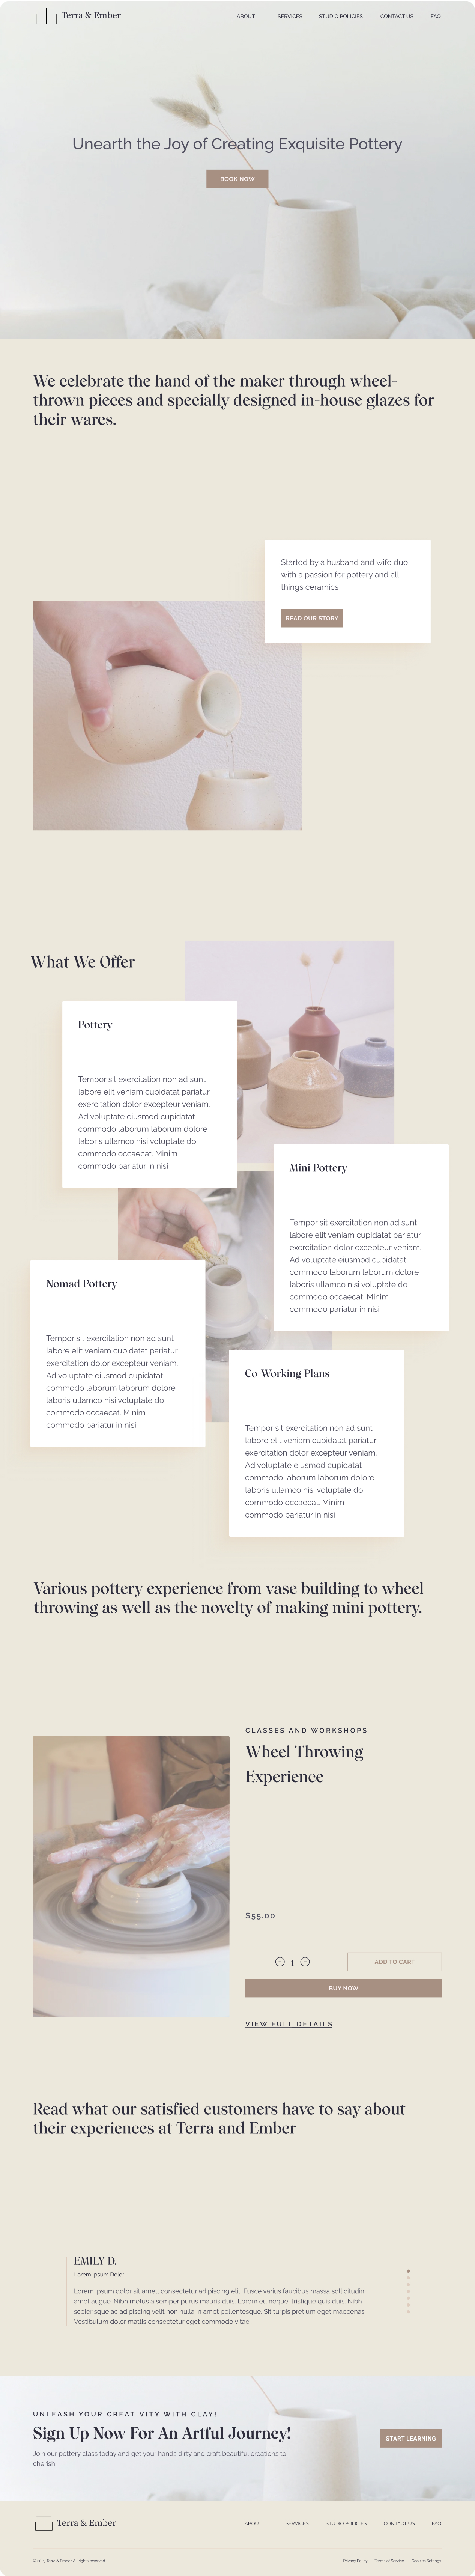 Terra & Ember
ABOUT SERVICES STUDIO POLICIES CONTACT US FAQ
Unearth the Joy of Creating Exquisite Pottery
BOOK NOW
We celebrate the hand of the maker through wheel-
thrown pieces and specially designed in-house glazes for
their wares.
Started by a husband and wife duo
with a passion for pottery and all
things ceramics
READ OUR STORY
What We Offer
Pottery
Tempor sit exercitation non ad sunt
labore elit veniam cupidatat pariatur
exercitation dolor excepteur veniam.
Ad voluptate eiusmod cupidatat
commodo laborum laborum dolore
laboris ullamco nisi voluptate do
commodo occaecat. Minim
commodo pariatur in nisi
Mini Pottery
Tempor sit exercitation non ad sunt
labore elit veniam cupidatat pariatur
exercitation dolor excepteur veniam.
Ad voluptate eiusmod cupidatat
commodo laborum laborum dolore
laboris ullamco nisi voluptate do
commodo occaecat. Minim
commodo pariatur in nisi
Nomad Pottery
Tempor sit exercitation non ad sunt
labore elit veniam cupidatat pariatur
exercitation dolor excepteur veniam.
Ad voluptate eiusmod cupidatat
commodo laborum laborum dolore
laboris ullamco nisi voluptate do
commodo occaecat. Minim
commodo pariatur in nisi
Co-Working Plans
Tempor sit exercitation non ad sunt
labore elit veniam cupidatat pariatur
exercitation dolor excepteur veniam.
Ad voluptate eiusmod cupidatat
commodo laborum laborum dolore
laboris ullamco nisi voluptate do
commodo occaecat. Minim
commodo pariatur in nisi
Various pottery experience from vase building to wheel
throwing as well as the novelty of making mini pottery.
CLASSES AND WORKSHOPS
Wheel Throwing
Experience
$55.00
1
ADD TO CART
BUY NOW
VIEW FULL DETAILS
Read what our satisfied customers have to say about
their experiences at Terra and Ember
EMILY D.
Lorem Ipsum Dolor
Lorem ipsum dolor sit amet, consectetur adipiscing elit. Fusce varius faucibus massa sollicitudin
amet augue. Nibh metus a semper purus mauris duis. Lorem eu neque, tristique quis duis. Nibh
scelerisque ac adipiscing velit non nulla in amet pellentesque. Sit turpis pretium eget maecenas.
Vestibulum dolor mattis consectetur eget commodo vitae
UNLEASH YOUR CREATIVITY WITH CLAY!
Sign Up Now For An Artful Journey!
Join our pottery class today and get your hands dirty and craft beautiful creations to
cherish.
START LEARNING
Terra & Ember
ABOUT SERVICES STUDIO POLICIES CONTACT US FAQ
© 2023 Terra & Ember. All rights reserved.
Privacy Policy Terms of Service Cookies Settings